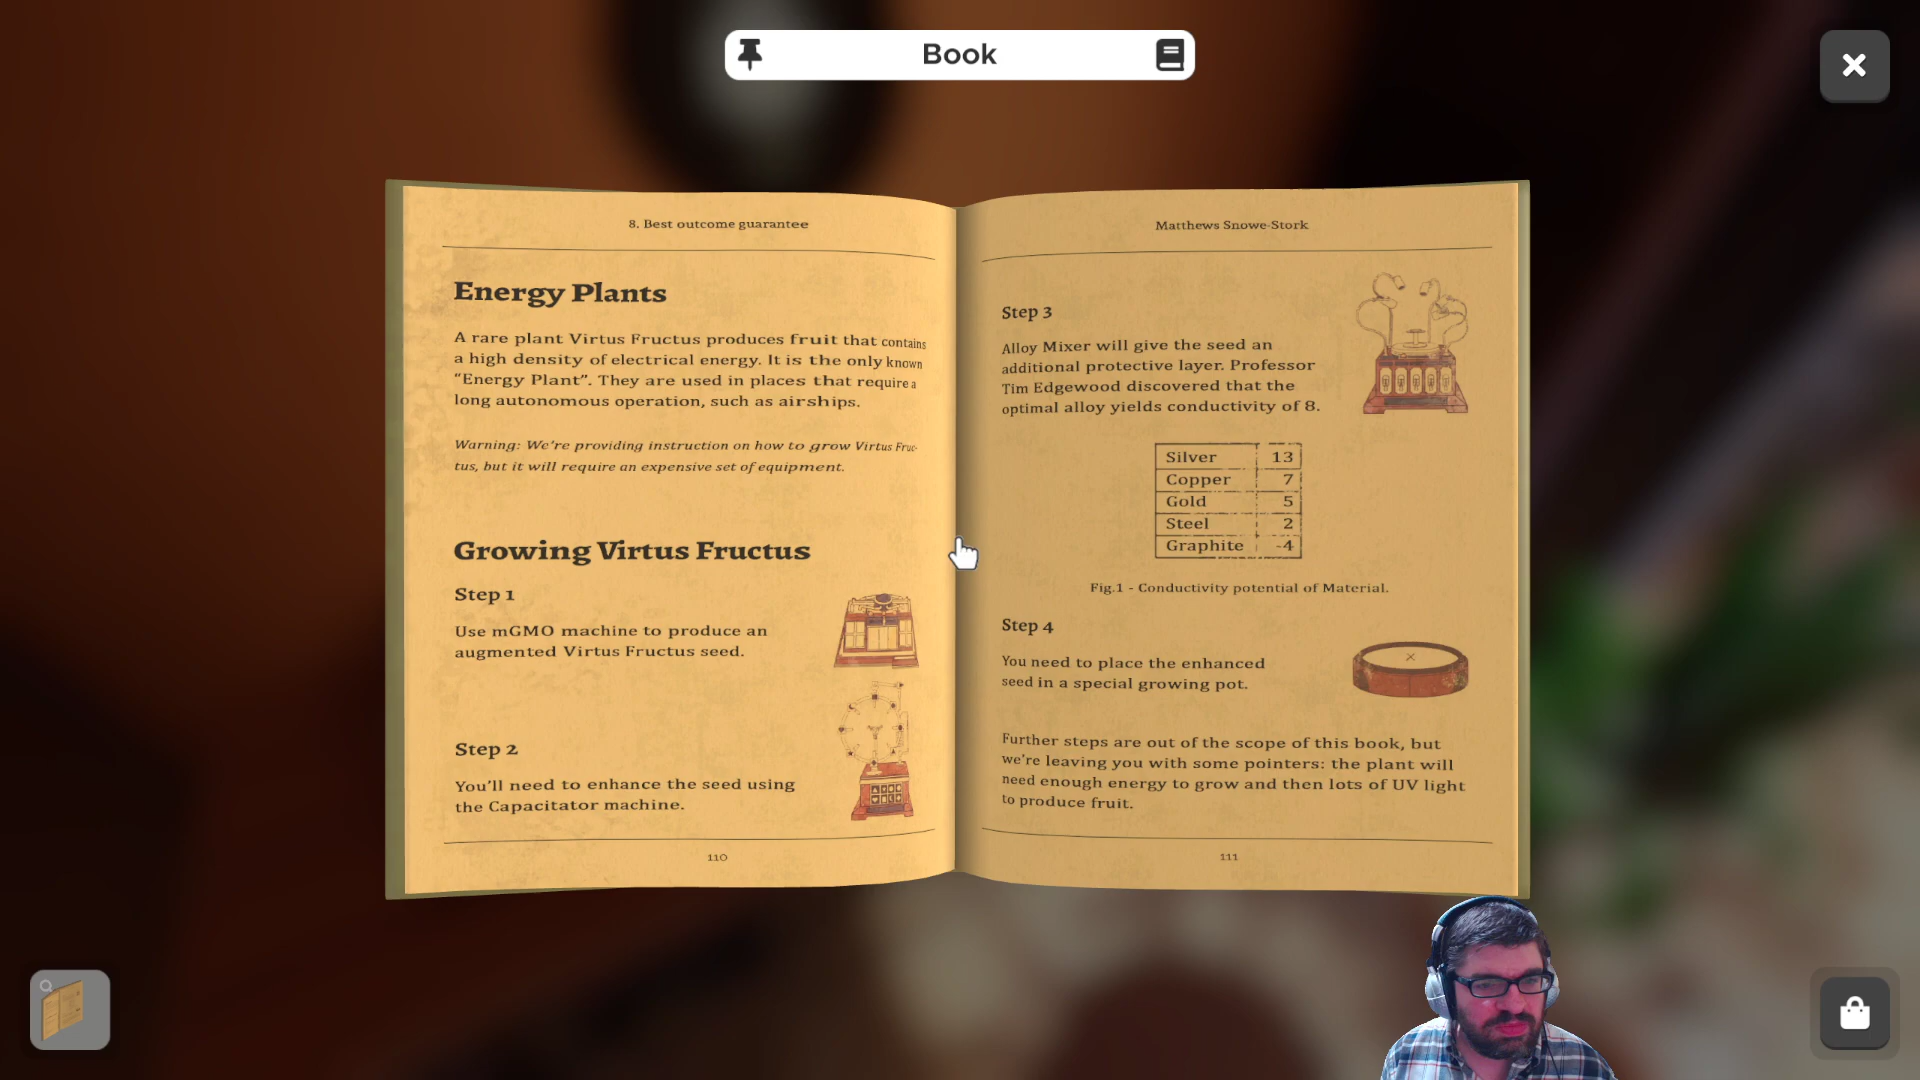 Book
8. Best outcome guarantee
Energy Plants
A rare plant Virtus Fructus produces fruit that contains
a high density of electrical energy. It is the only known
“Energy Plant”. They are used in places that require a
long autonomous operation, such as airships.
Warning: We're providing instruction on how to grow Virtus Fruc-
tus, but it will require an expensive set of equipment.
Growing Virtus Fructus
Step 1
Use mGMO machine to produce an
augmented Virtus Fructus seed.
Step 2
You'll need to enhance the seed using
the Capacitator machine.
110
Matthews Snowe-Stork
Step 3
Alloy Mixer will give the seed an
additional protective layer. Professor
Tim Edgewood discovered that the
optimal alloy yields conductivity of 8.
Silver 13
Copper 7
Gold 5
Steel 2
Graphite -4
Fig.1 - Conductivity potential of Material.
Step 4
You need to place the enhanced
seed in a special growing pot.
Further steps are out of the scope of this book, but
we're leaving you with some pointers: the plant will
need enough energy to grow and then lots of UV light
to produce fruit.
111